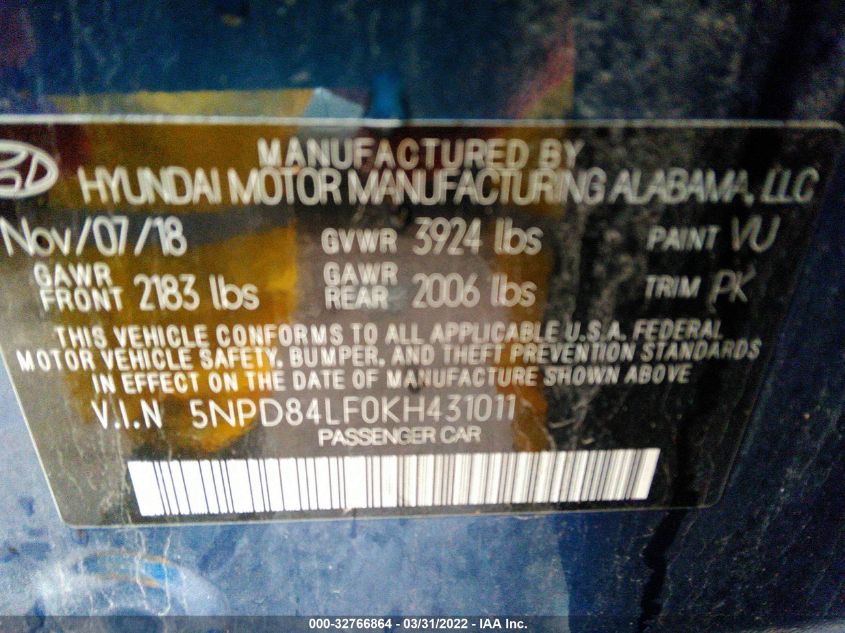 MANUFACTURED BY
HYUNDAI MOTOR MANUFACTURING ALABAMA, LLC
Nov/07/18 GVWR 3924 lbs PAINT VU
GAWR FRONT 2183 lbs GAWR REAR 2006 lbs TRIM PK
THIS VEHICLE CONFORMS TO ALL APPLICABLE U.S.A. FEDERAL
MOTOR VEHICLE SAFETY, BUMPER, AND THEFT PREVENTION STANDARDS
IN EFFECT ON THE DATE OF MANUFACTURE SHOWN ABOVE
V.I.N 5NPD84LF0KH431011
PASSENGER CAR
000-32766864 - 03/31/2022 - IAA Inc.